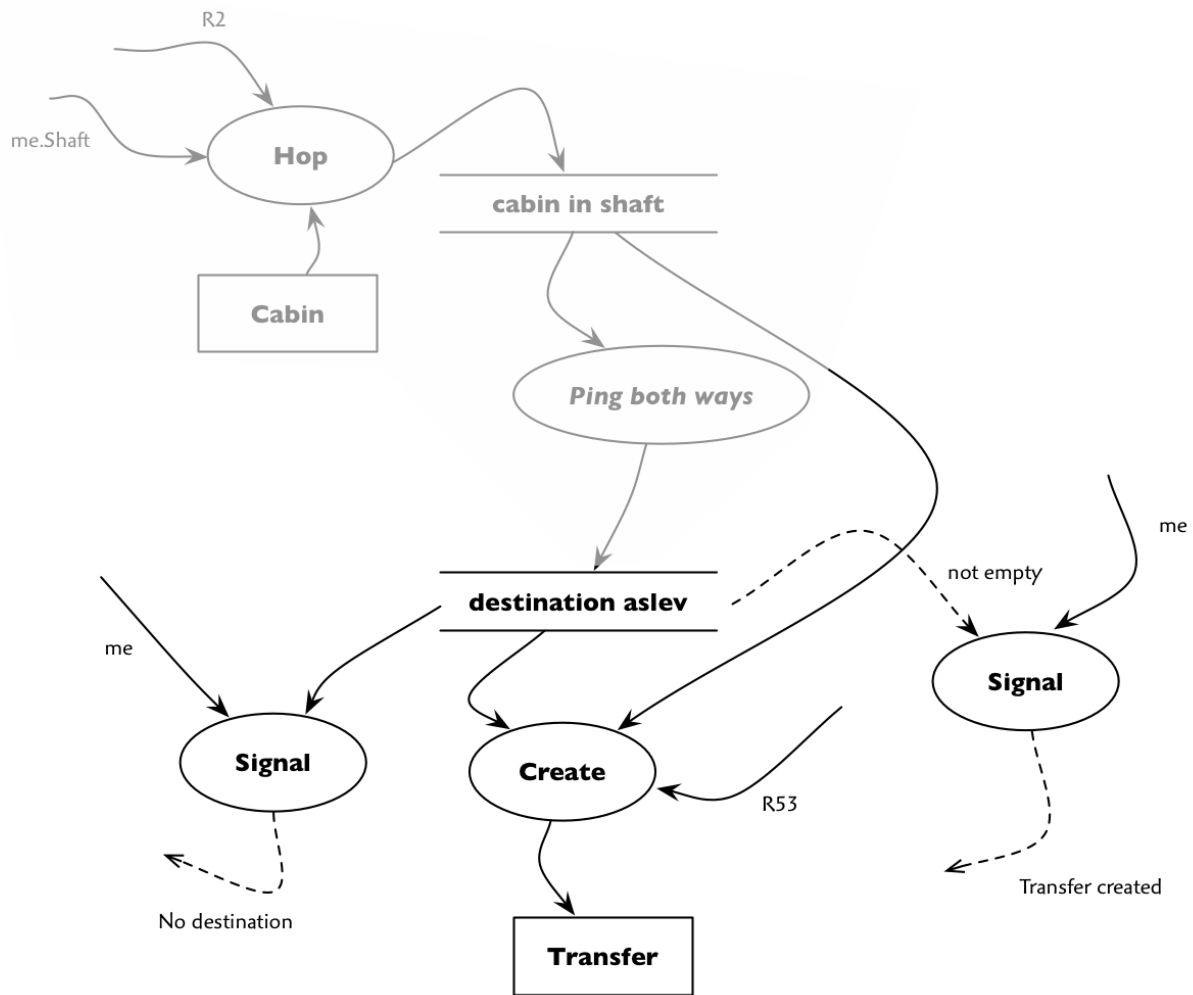 R2
me.Shaft
Hop
cabin in shaft
Cabin
Ping both ways
me
not empty
destination aslev
me
Signal
Signal
Create
R53
Transfer created
No destination
Transfer